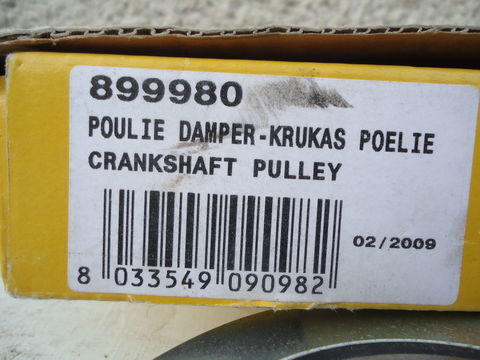 899980
POULIE DAMPER-KRUKAS POELIE
CRANKSHAFT PULLEY
02/2009
8 033549 090982